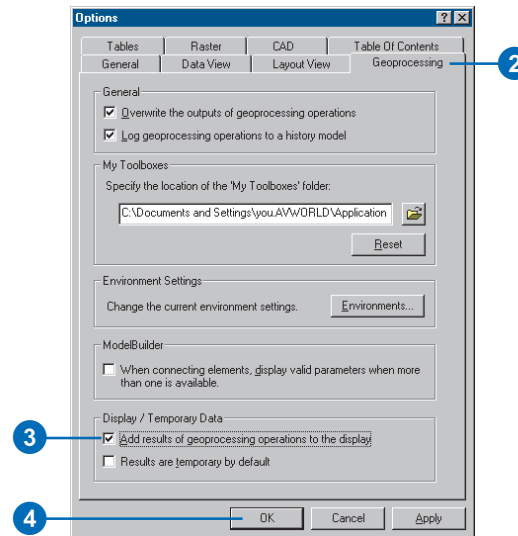 Options
Tables Raster CAD Table Of Contents
General Data View Layout View Geoprocessing
2
General
Overwrite the outputs of geoprocessing operations
Log geoprocessing operations to a history model
My Toolboxes
Specify the location of the 'My Toolboxes' folder:
C:\Documents and Settings\you.AVWORLD\Application
Reset
Environment Settings
Change the current environment settings. Environments...
ModelBuilder
When connecting elements, display valid parameters when more
than one is available.
Display / Temporary Data
3
Add results of geoprocessing operations to the display
Results are temporary by default
4
OK Cancel Apply